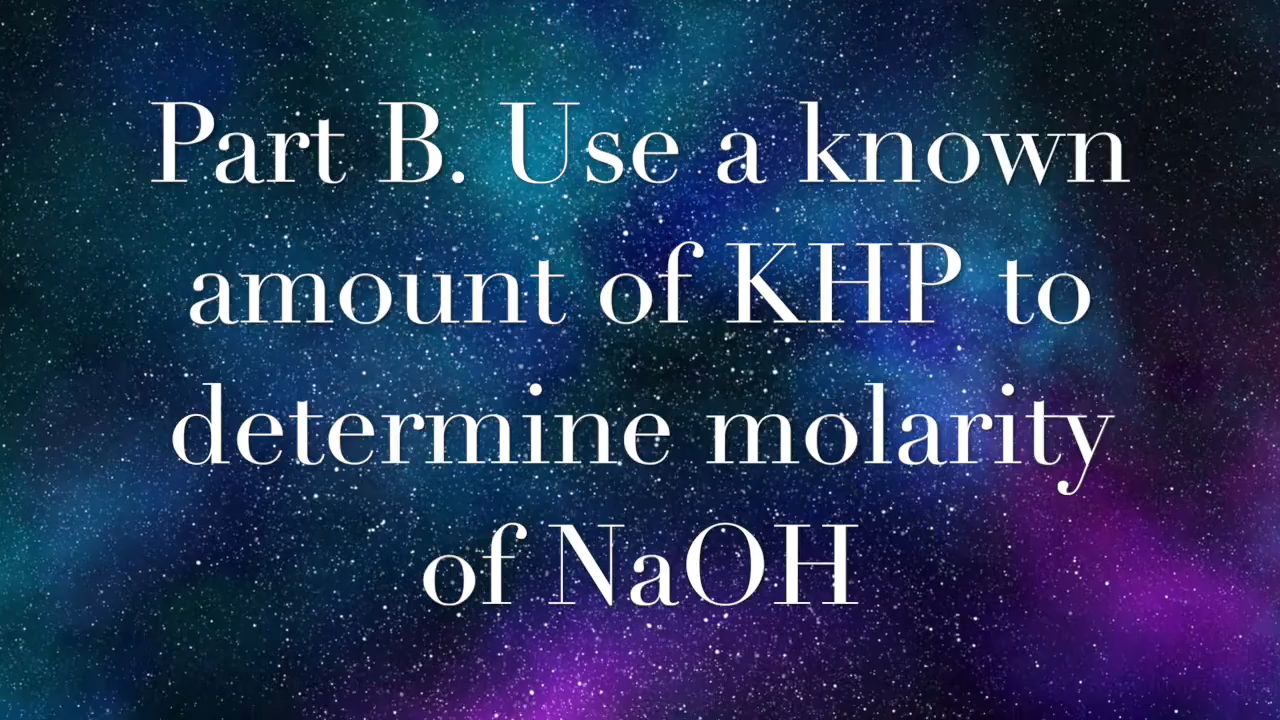 Part B. Use a known
amount of KHP to
determine molarity
of NaOH